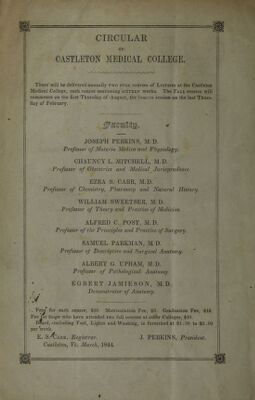 CIRCULAR
OF
CASTLETON MEDICAL COLLEGE.
There will be delivered annually TWO FULL courses of Lectures at the Castleton
Medical College, each course continuing weeks. The FALL session will
commence on the first Thursday of August, the session on the last Thurs-
day of February.
Faculty.
JOSEPH PERKINS, M.D.
Professor of Materia Medica and Physiology.
CHAUNCY L. MITCHELL, M.D.
Professor of Obstetrics and Medical Jurisprudence
EZRA S. CARR, M.D.
Professor of Chemistry, Pharmacy and Natural History.
WILLIAM SWEETSER, M.D.
Professor of Theory and Practice of Medicine.
ALFRED C. POST, M.D.
Professor of the Principles and Practice of Surgery.
SAMUEL PARKMAN, M.D.
Professor of Descriptive and Surgical Anatomy.
ALBERT G. UPHAM, M.D.
Professor of Pathological Anatomy.
EGBERT JAMIESON, M.D.
Demonstrator of Anatomy.
for each course, Matriculation Fee, Graduation Fee,
those who have attended two full courses at other Colleges,
Board, including Fuel, Lights and Washing, is furnished at to
per week.
E. S. CARR, Registrar. J. PERKINS, President.
Castleton, Vt. March, 1844.